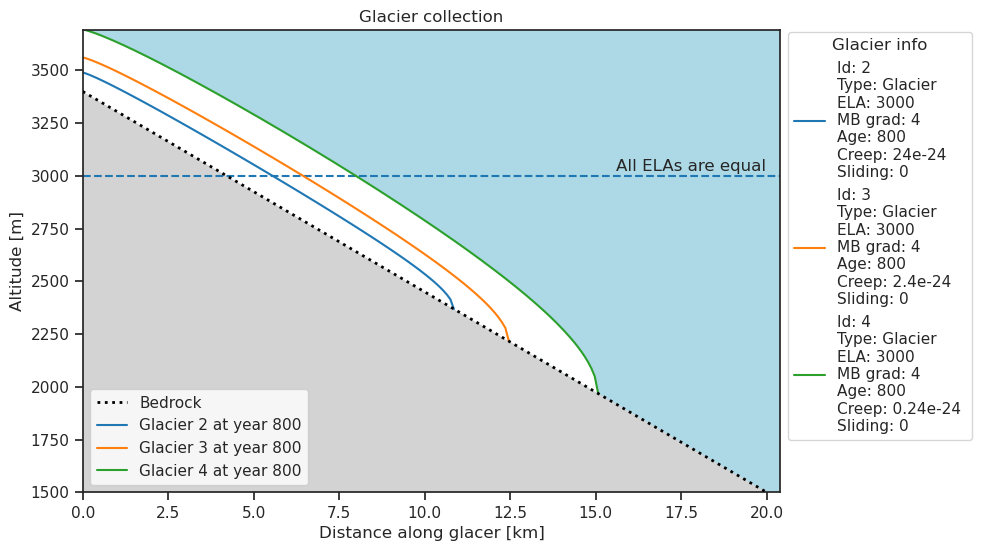 Glacier collection
3500
3250
3000
2750
2500
2250
2000
1750
1500
Altitude [m]
All ELAs are equal
Bedrock
Glacier 2 at year 800
Glacier 3 at year 800
Glacier 4 at year 800
0.0 2.5 5.0 7.5 10.0 12.5 15.0 17.5 20.0
Distance along glacer [km]
Glacier info
Id: 2
Type: Glacier
ELA: 3000
MB grad: 4
Age: 800
Creep: 24e-24
Sliding: 0
Id: 3
Type: Glacier
ELA: 3000
MB grad: 4
Age: 800
Creep: 2.4e-24
Sliding: 0
Id: 4
Type: Glacier
ELA: 3000
MB grad: 4
Age: 800
Creep: 0.24e-24
Sliding: 0